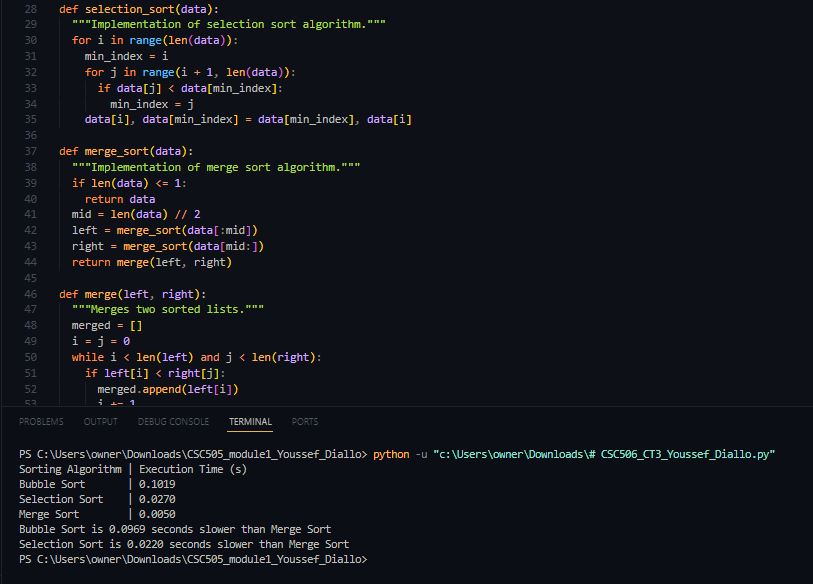 28 def selection_sort(data):
29 """Implementation of selection sort algorithm."""
30 for i in range(len(data)):
31 min_index = i
32 for j in range(i + 1, len(data)):
33 if data[j] < data[min_index]:
34 min_index = j
35 data[i], data[min_index] = data[min_index], data[i]
36
37 def merge_sort(data):
38 """Implementation of merge sort algorithm."""
39 if len(data) <= 1:
40 return data
41 mid = len(data) // 2
42 left = merge_sort(data[:mid])
43 right = merge_sort(data[mid:])
44 return merge(left, right)
45
46 def merge(left, right):
47 """Merges two sorted lists."""
48 merged = []
49 i = j = 0
50 while i < len(left) and j < len(right):
51 if left[i] < right[j]:
52 merged.append(left[i])
53 i += 1
PROBLEMS OUTPUT DEBUG CONSOLE TERMINAL PORTS
PS C:\Users\owner\Downloads\CSC505_module1_Youssef_Diallo> python -u "c:\Users\owner\Downloads\# CSC506_CT3_Youssef_Diallo.py"
Sorting Algorithm | Execution Time (s)
Bubble Sort | 0.1019
Selection Sort | 0.0270
Merge Sort | 0.0050
Bubble Sort is 0.0969 seconds slower than Merge Sort
Selection Sort is 0.0220 seconds slower than Merge Sort
PS C:\Users\owner\Downloads\CSC505_module1_Youssef_Diallo>